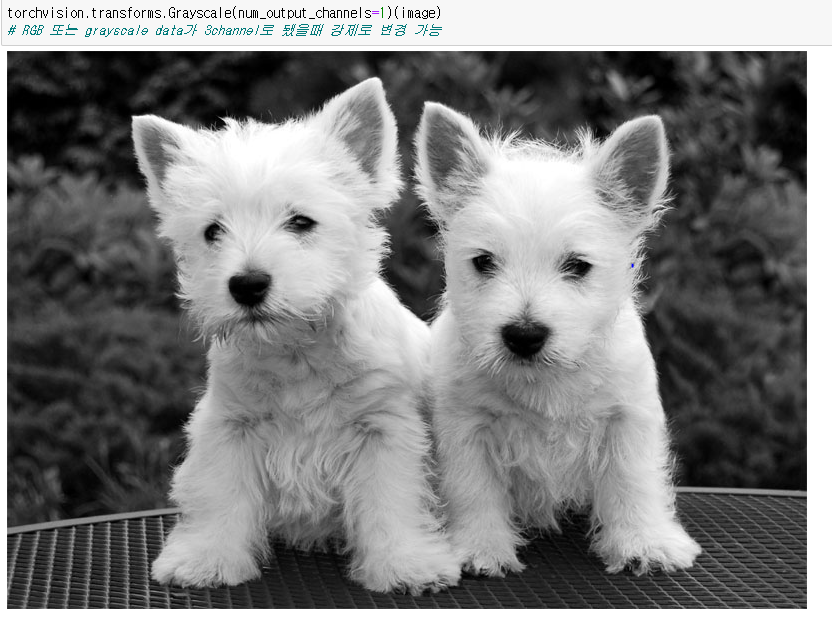 torchvision.transforms.Grayscale(num_output_channels=1)(image)
# RGB 또는 grayscale data가 3channel로 됐을때 강제로 변경 가능